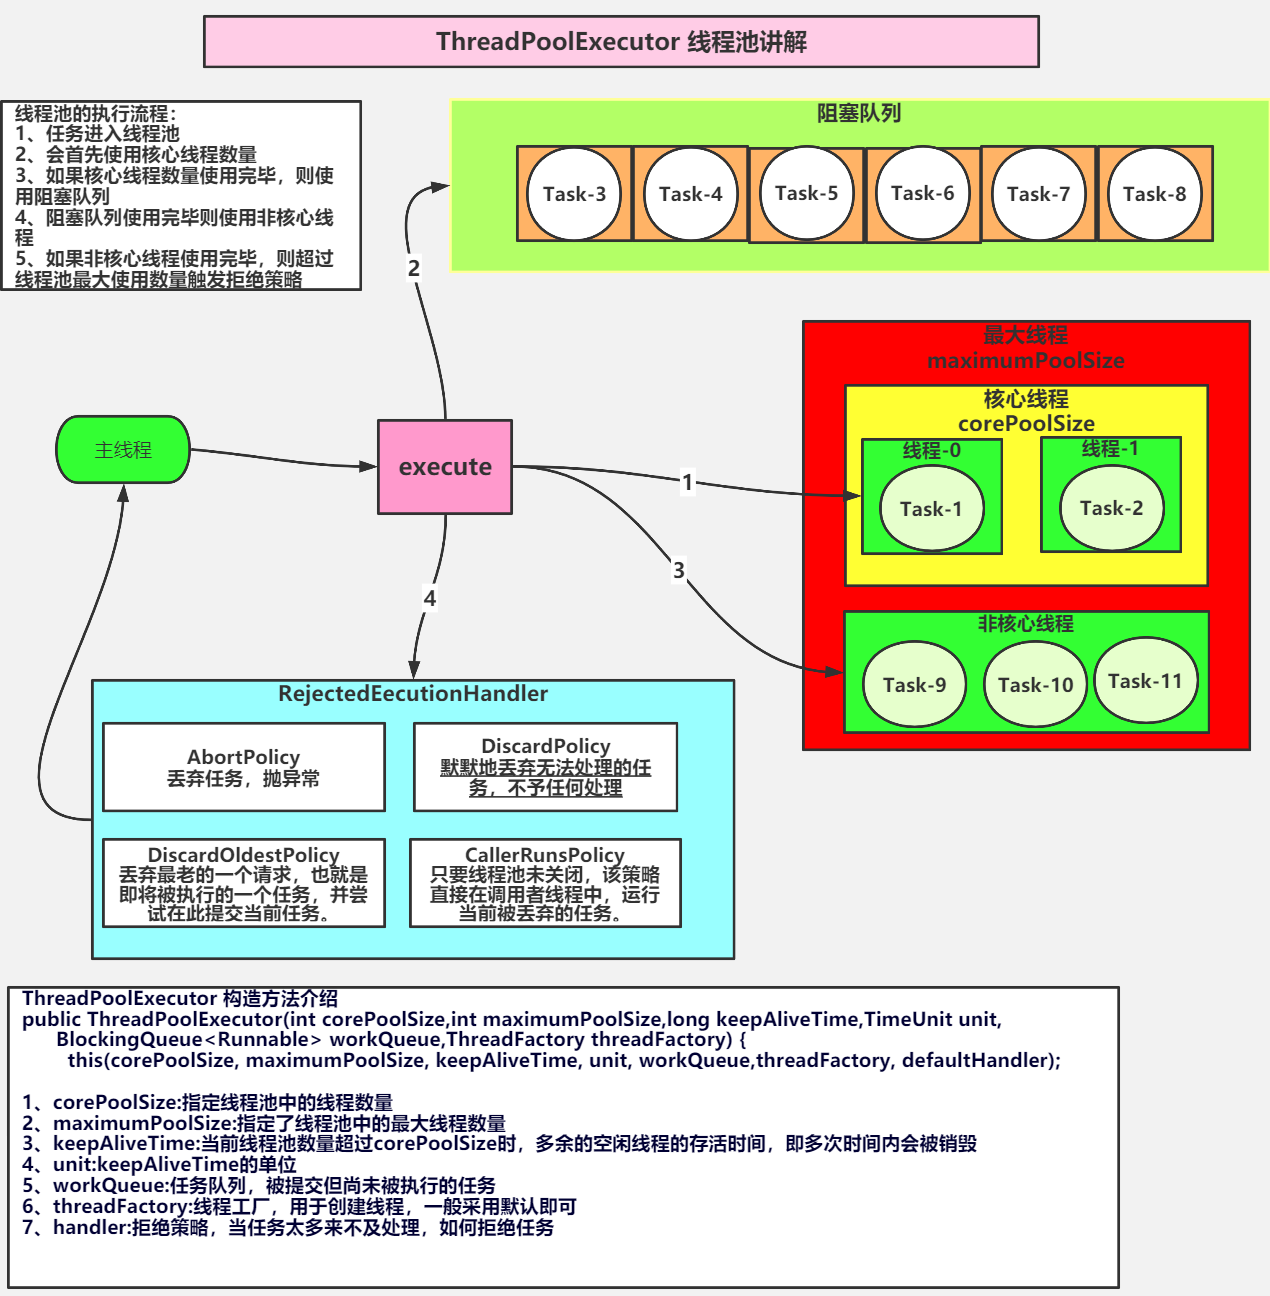 ThreadPoolExecutor 线程池讲解
线程池的执行流程：
1、任务进入线程池
2、会首先使用核心线程数量
3、如果核心线程数量使用完毕，则使
用阻塞队列
4、阻塞队列使用完毕则使用非核心线
程
5、如果非核心线程使用完毕，则超过
线程池最大使用数量触发拒绝策略
阻塞队列
Task-3
Task-4
Task-5
Task-6
Task-7
Task-8
2
最大线程
maximumPoolSize
核心线程
corePoolSize
线程-0
Task-1
线程-1
Task-2
主线程
execute
1
3
4
非核心线程
Task-9
Task-10
Task-11
RejectedEecutionHandler
AbortPolicy
丢弃任务，抛异常
DiscardPolicy
默默地丢弃无法处理的任
务，不予任何处理
DiscardOldestPolicy
丢弃最老的一个请求，也就是
即将被执行的一个任务，并尝
试在此提交当前任务。
CallerRunsPolicy
只要线程池未关闭，该策略
直接在调用者线程中，运行
当前被丢弃的任务。
ThreadPoolExecutor 构造方法介绍
public ThreadPoolExecutor(int corePoolSize,int maximumPoolSize,long keepAliveTime,TimeUnit unit,
BlockingQueue<Runnable> workQueue,ThreadFactory threadFactory) {
this(corePoolSize, maximumPoolSize, keepAliveTime, unit, workQueue,threadFactory, defaultHandler);
1、corePoolSize:指定线程池中的线程数量
2、maximumPoolSize:指定了线程池中的最大线程数量
3、keepAliveTime:当前线程池数量超过corePoolSize时，多余的空闲线程的存活时间，即多次时间内会被销毁
4、unit:keepAliveTime的单位
5、workQueue:任务队列，被提交但尚未被执行的任务
6、threadFactory:线程工厂，用于创建线程，一般采用默认即可
7、handler:拒绝策略，当任务太多来不及处理，如何拒绝任务